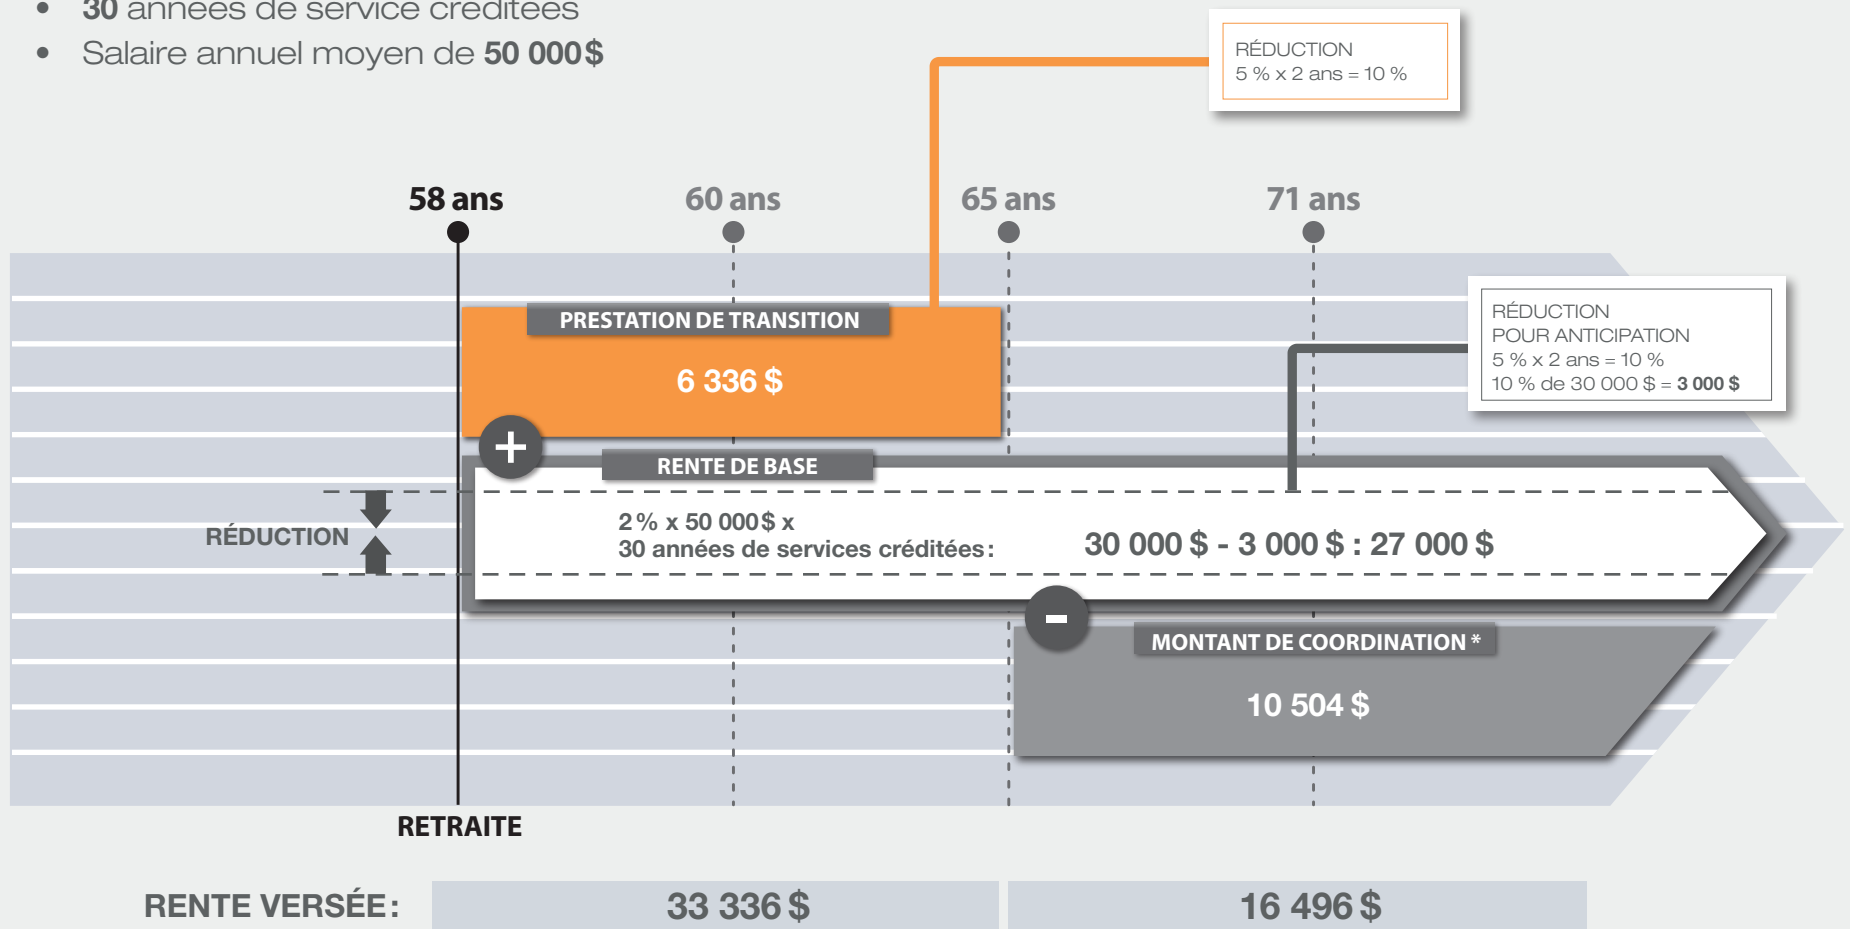 • 30 années de service créditées
• Salaire annuel moyen de 50 000 $
RÉDUCTION
5 % x 2 ans = 10 %
58 ans
60 ans
65 ans
71 ans
PRESTATION DE TRANSITION
6 336 $
RÉDUCTION
POUR ANTICIPATION
5 % x 2 ans = 10 %
10 % de 30 000 $ = 3 000 $
+
RENTE DE BASE
RÉDUCTION
2 % x 50 000 $ x
30 années de services créditées :
30 000 $ - 3 000 $ : 27 000 $
-
MONTANT DE COORDINATION *
10 504 $
RETRAITE
RENTE VERSÉE :
33 336 $
16 496 $